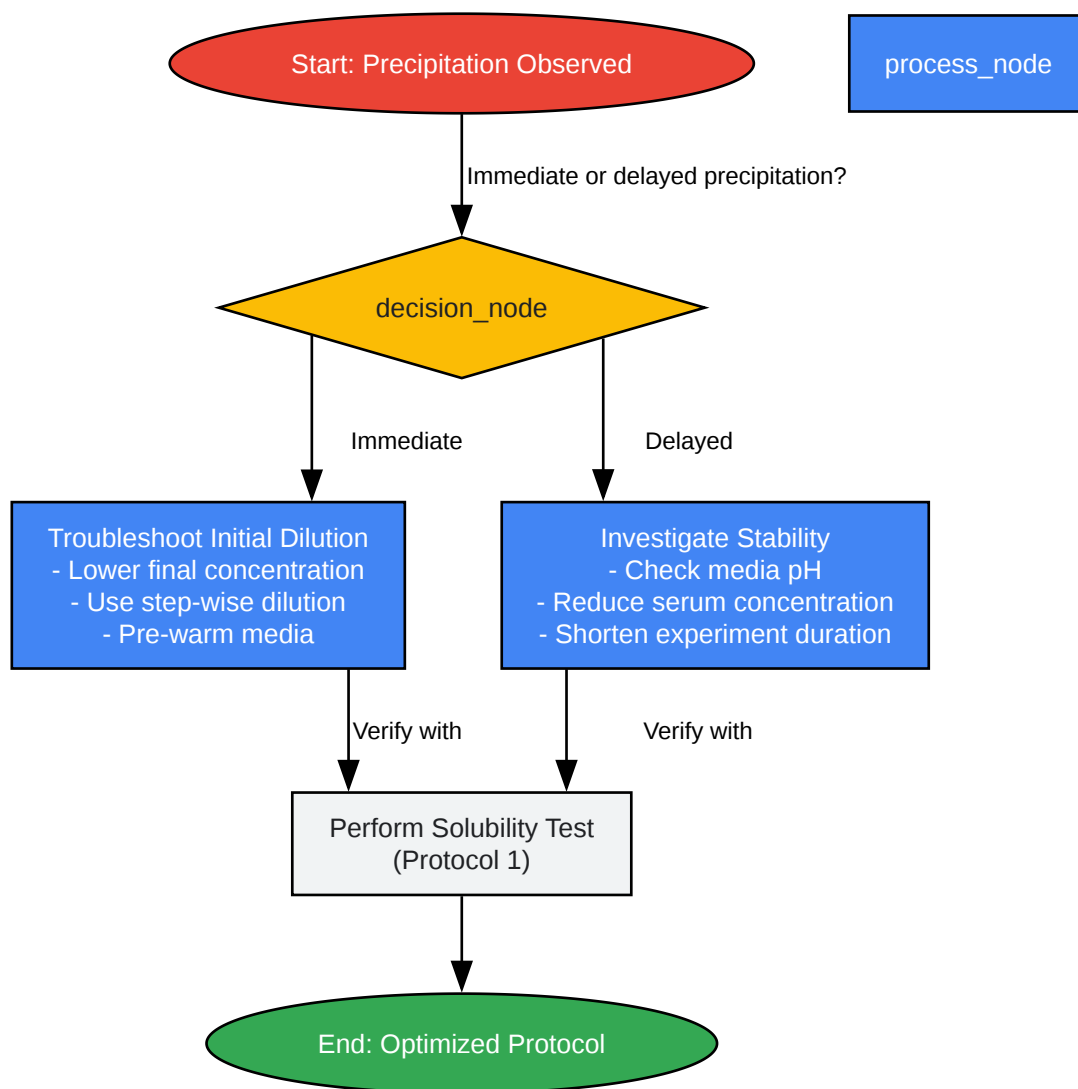 Start: Precipitation Observed
process_node
Immediate or delayed precipitation?
decision_node
Immediate
Delayed
Troubleshoot Initial Dilution
- Lower final concentration
- Use step-wise dilution
- Pre-warm media
Investigate Stability
- Check media pH
- Reduce serum concentration
- Shorten experiment duration
Verify with
Verify with
Perform Solubility Test
(Protocol 1)
End: Optimized Protocol